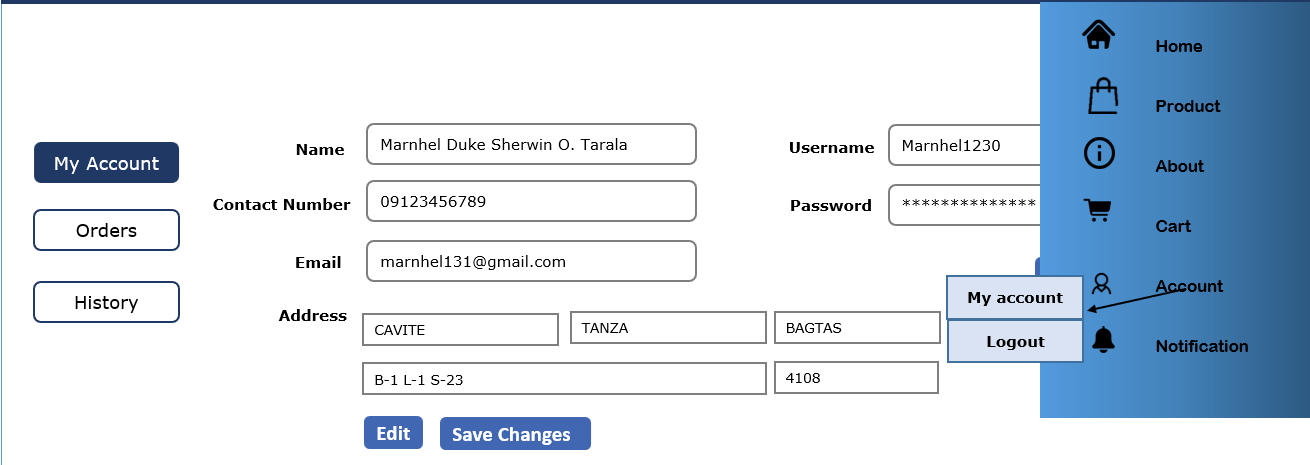 Home
Product
About
Cart
Account
Notification
My account
Logout
My Account
Orders
History
Name Marnhel Duke Sherwin O. Tarala
Username Marnhel1230
Contact Number 09123456789
Password **************
Email marnhel131@gmail.com
Address CAVITE TANZA BAGTAS
B-1 L-1 S-23 4108
Edit Save Changes